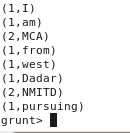 (1,I)
(1,am)
(2,MCA)
(1,from)
(1,west)
(1,Dadar)
(2,NMITD)
(1,pursuing)
grunt>